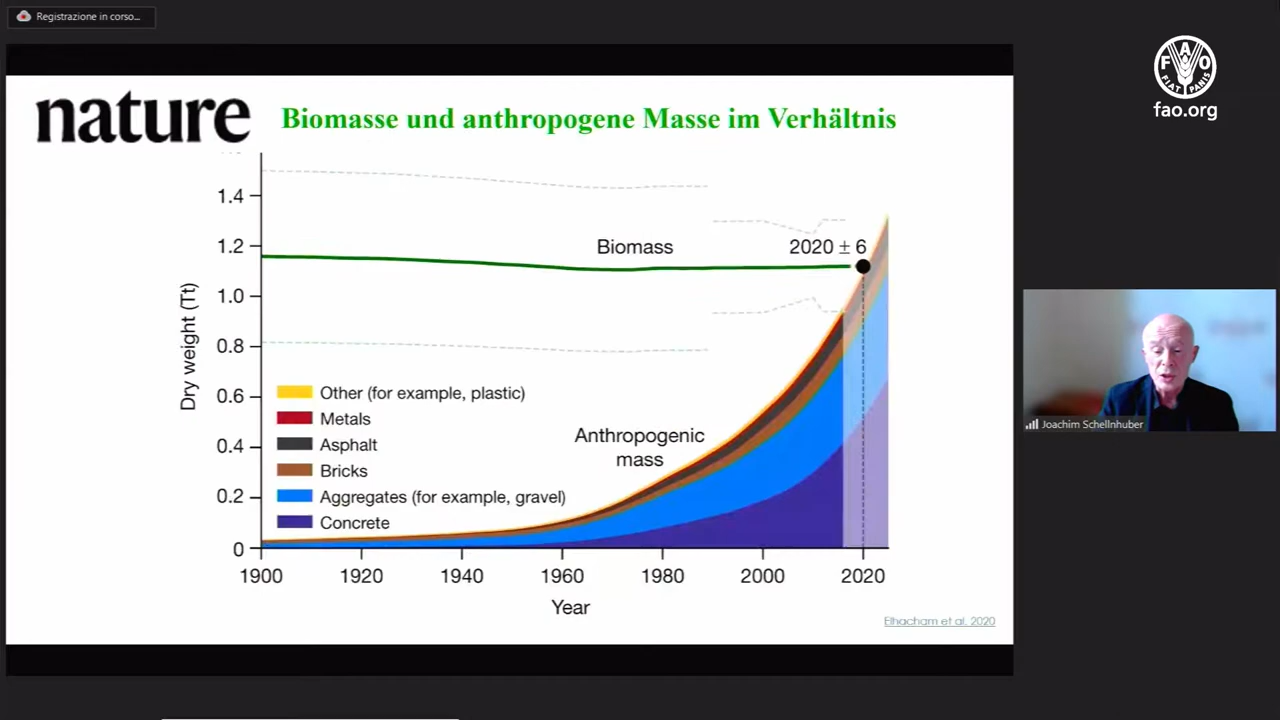 Registrazione in corso...
FAO
FIAT PANIS
fao.org
nature
Biomasse und anthropogene Masse im Verhältnis
1.4
1.2
1.0
0.8
0.6
0.4
0.2
0
Dry weight (Tt)
Biomass
2020 ± 6
Anthropogenic
mass
Other (for example, plastic)
Metals
Asphalt
Bricks
Aggregates (for example, gravel)
Concrete
1900 1920 1940 1960 1980 2000 2020
Year
Elhacham et al. 2020
Joachim Schellnhuber